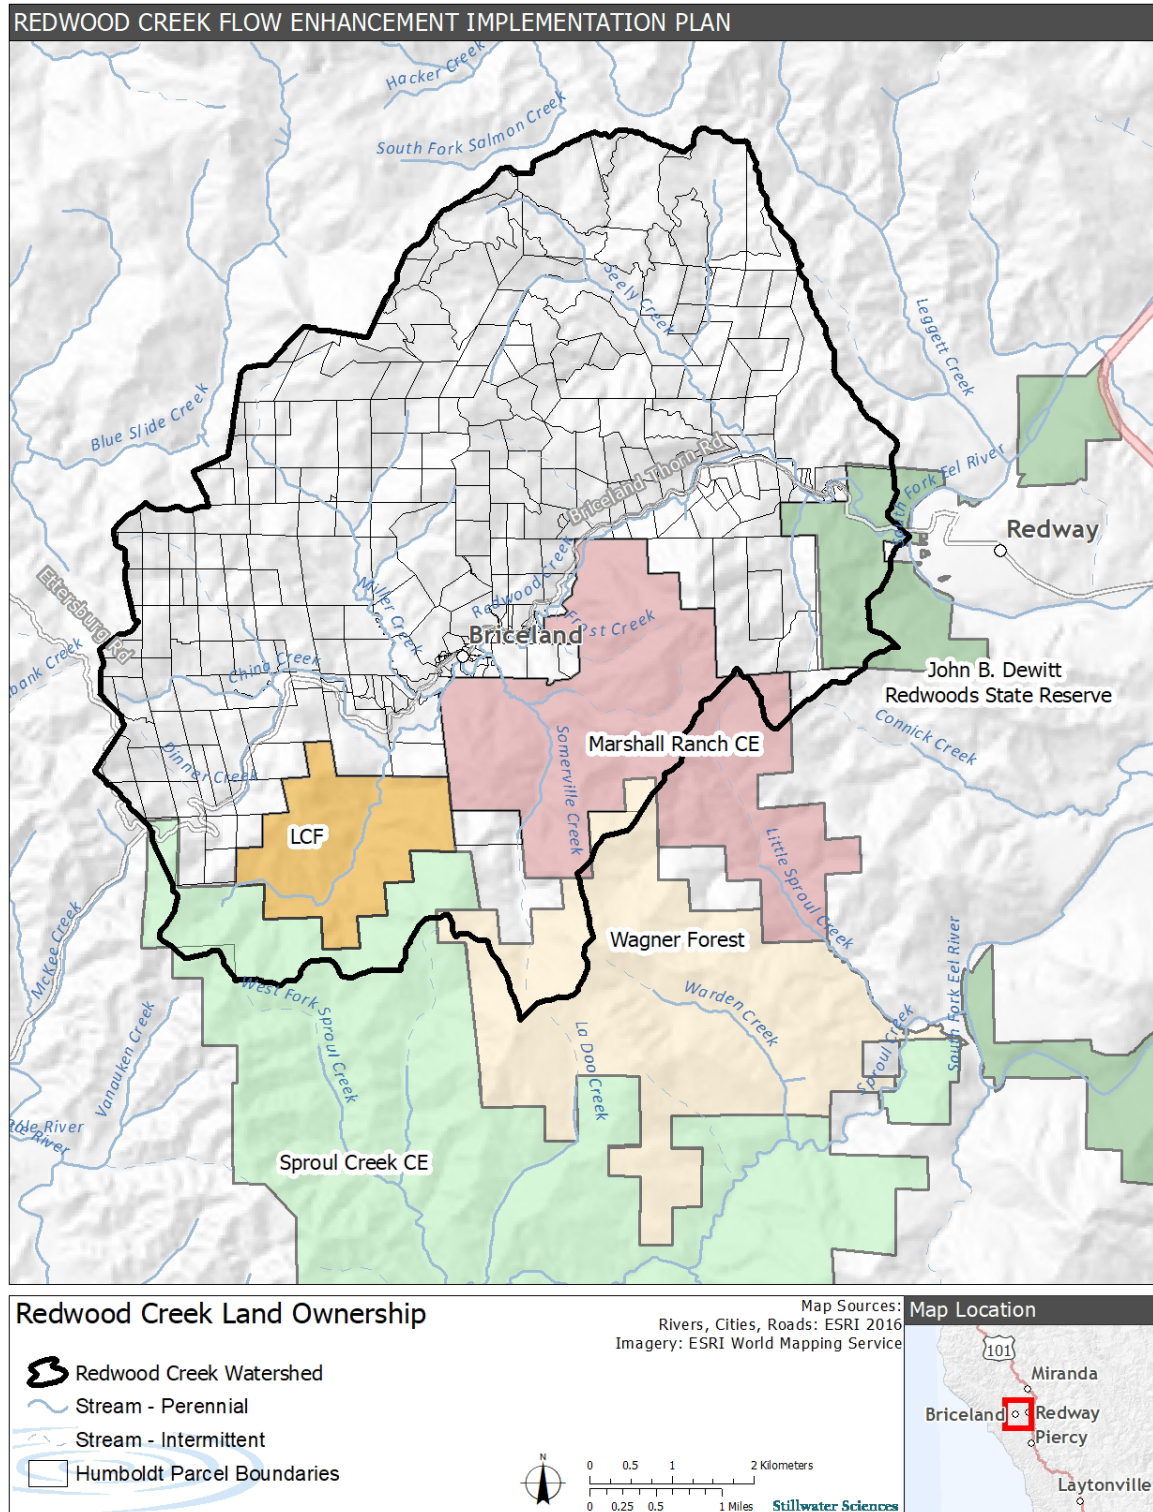 REDWOOD CREEK FLOW ENHANCEMENT IMPLEMENTATION PLAN
Hacker Creek
South Fork Salmon Creek
Seely Creek
Leggett Creek
Blue Slide Creek
Briceland Thorn Rd
South Fork Eel River
Redway
Ettersburg Rd
Miller Creek
Redwood Creek
Frost Creek
Briceland
bank Creek
China Creek
John B. Dewitt
Redwoods State Reserve
Connick Creek
Dinner Creek
Somerville Creek
Marshall Ranch CE
LCF
Little Sproul Creek
McKee Creek
Wagner Forest
South Fork Eel River
West Fork Sproul Creek
Warden Creek
Vanauken Creek
La Doo Creek
Sproul Creek
River
River
Sproul Creek CE
Redwood Creek Land Ownership
Map Sources:
Rivers, Cities, Roads: ESRI 2016
Imagery: ESRI World Mapping Service
Redwood Creek Watershed
Stream - Perennial
Stream - Intermittent
Humboldt Parcel Boundaries
N
0 0.5 1 2 Kilometers
0 0.25 0.5 1 Miles
Stillwater Sciences
Map Location
101
Miranda
Briceland
Redway
Piercy
Laytonville